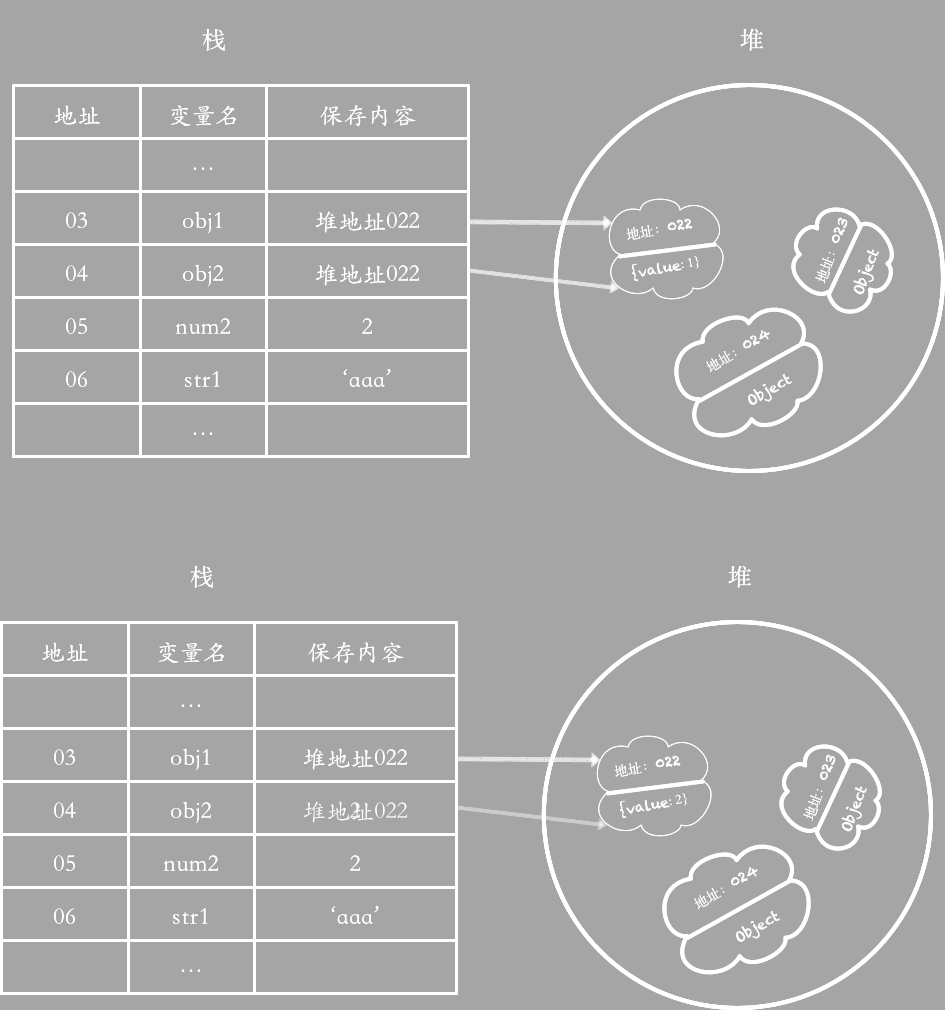 栈 堆
地址 变量名 保存内容
…
03 obj1 堆地址022
04 obj2 堆地址022
05 num2 2
06 str1 ‘aaa’
…
地址：022
{value: 1}
地址：023
Object
地址：024
Object
栈 堆
地址 变量名 保存内容
…
03 obj1 堆地址022
04 obj2 堆地址022
05 num2 2
06 str1 ‘aaa’
…
地址：022
{value: 2}
地址：023
Object
地址：024
Object